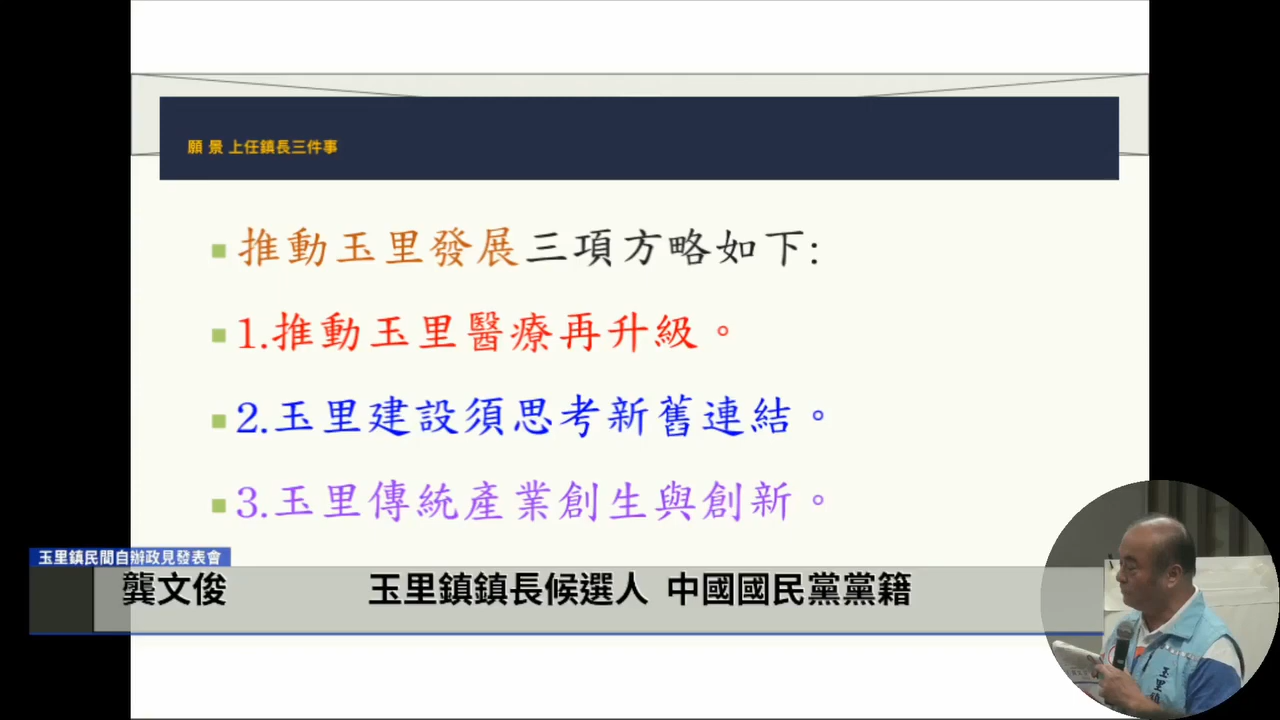 願 景 上任鎮長三件事
推動玉里發展三項方略如下:
1.推動玉里醫療再升級。
2.玉里建設須思考新舊連結。
3.玉里傳統產業創生與創新。
玉里鎮民間自辦政見發表會
龔文俊 玉里鎮鎮長候選人 中國國民黨黨籍
玉里鎮